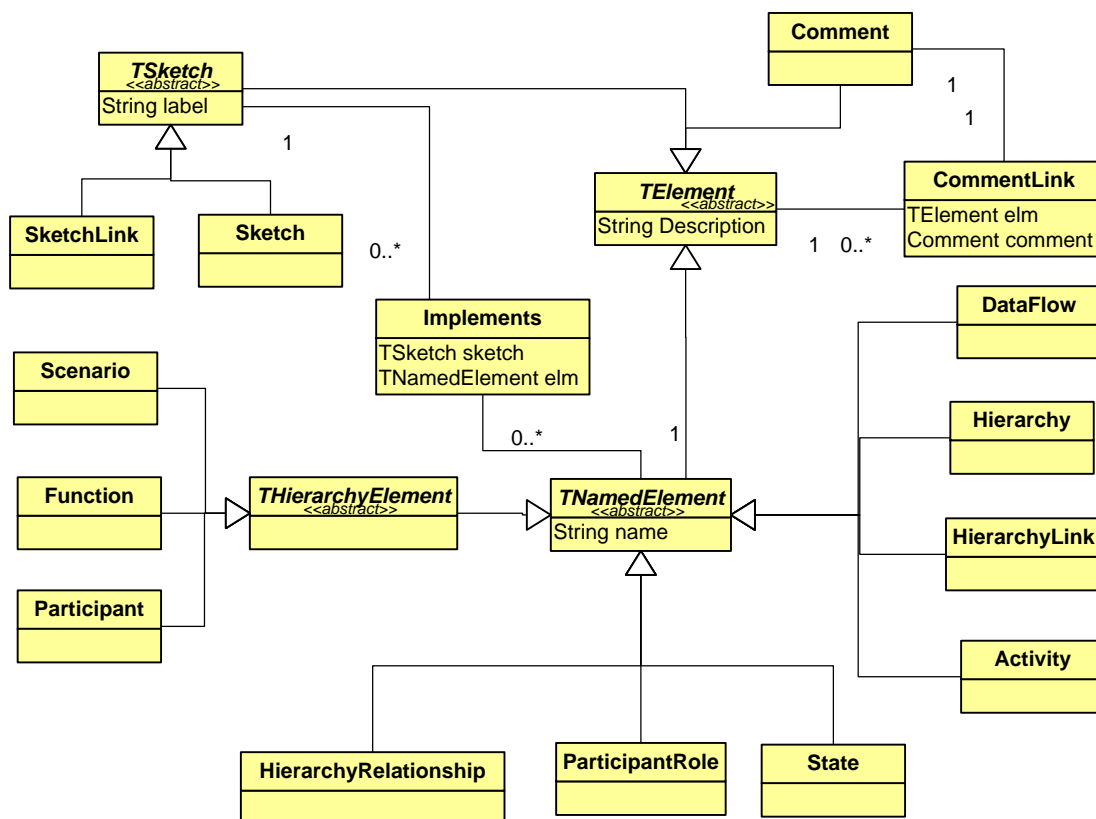 Comment
TSketch
<<abstract>>
String label
1
1
1
TElement
<<abstract>>
String Description
CommentLink
TElement elm
Comment comment
SketchLink
Sketch
0..*
1
0..*
Implements
TSketch sketch
TNamedElement elm
DataFlow
Scenario
Hierarchy
0..*
1
Function
THierarchyElement
<<abstract>>
TNamedElement
<<abstract>>
String name
HierarchyLink
Participant
Activity
HierarchyRelationship
ParticipantRole
State